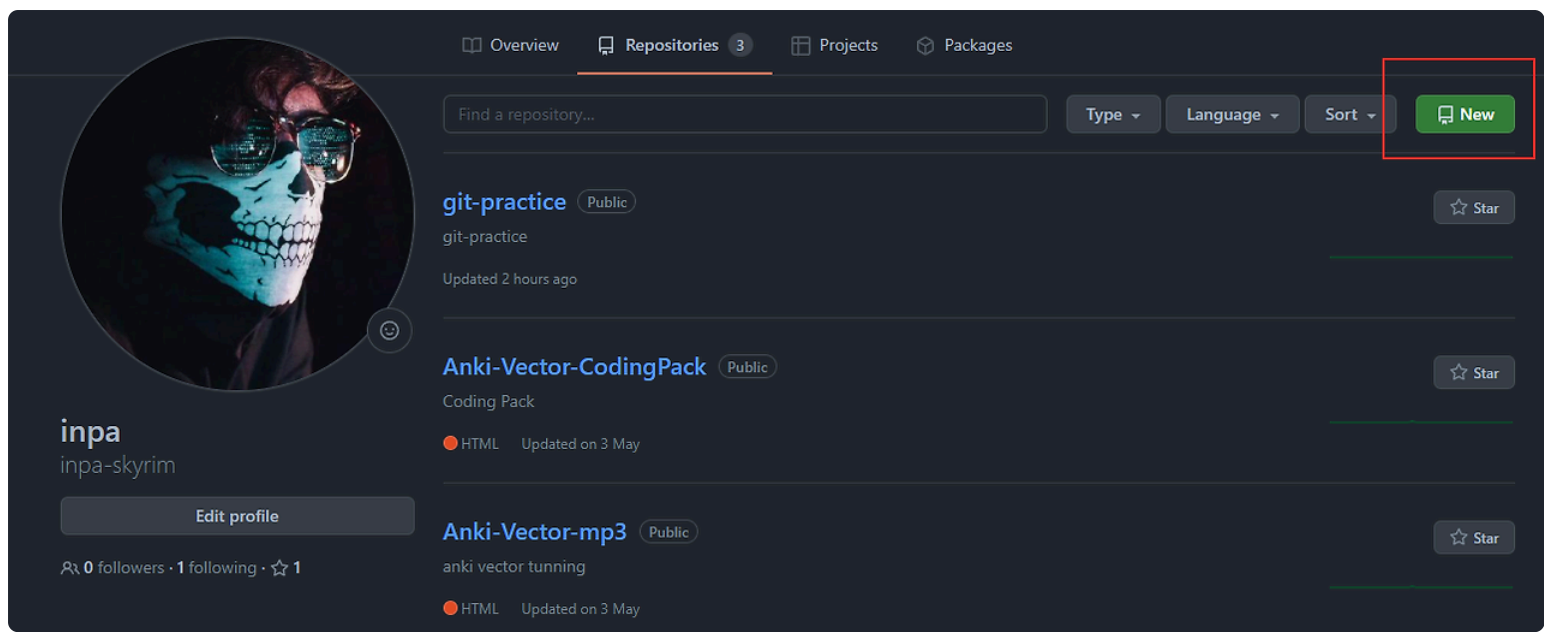 Overview Repositories 3 Projects Packages
Find a repository... Type Language Sort New
git-practice Public Star
git-practice
Updated 2 hours ago
Anki-Vector-CodingPack Public Star
Coding Pack
HTML Updated on 3 May
Anki-Vector-mp3 Public Star
anki vector tunning
HTML Updated on 3 May
inpa
inpa-skyrim
Edit profile
0 followers · 1 following · 1